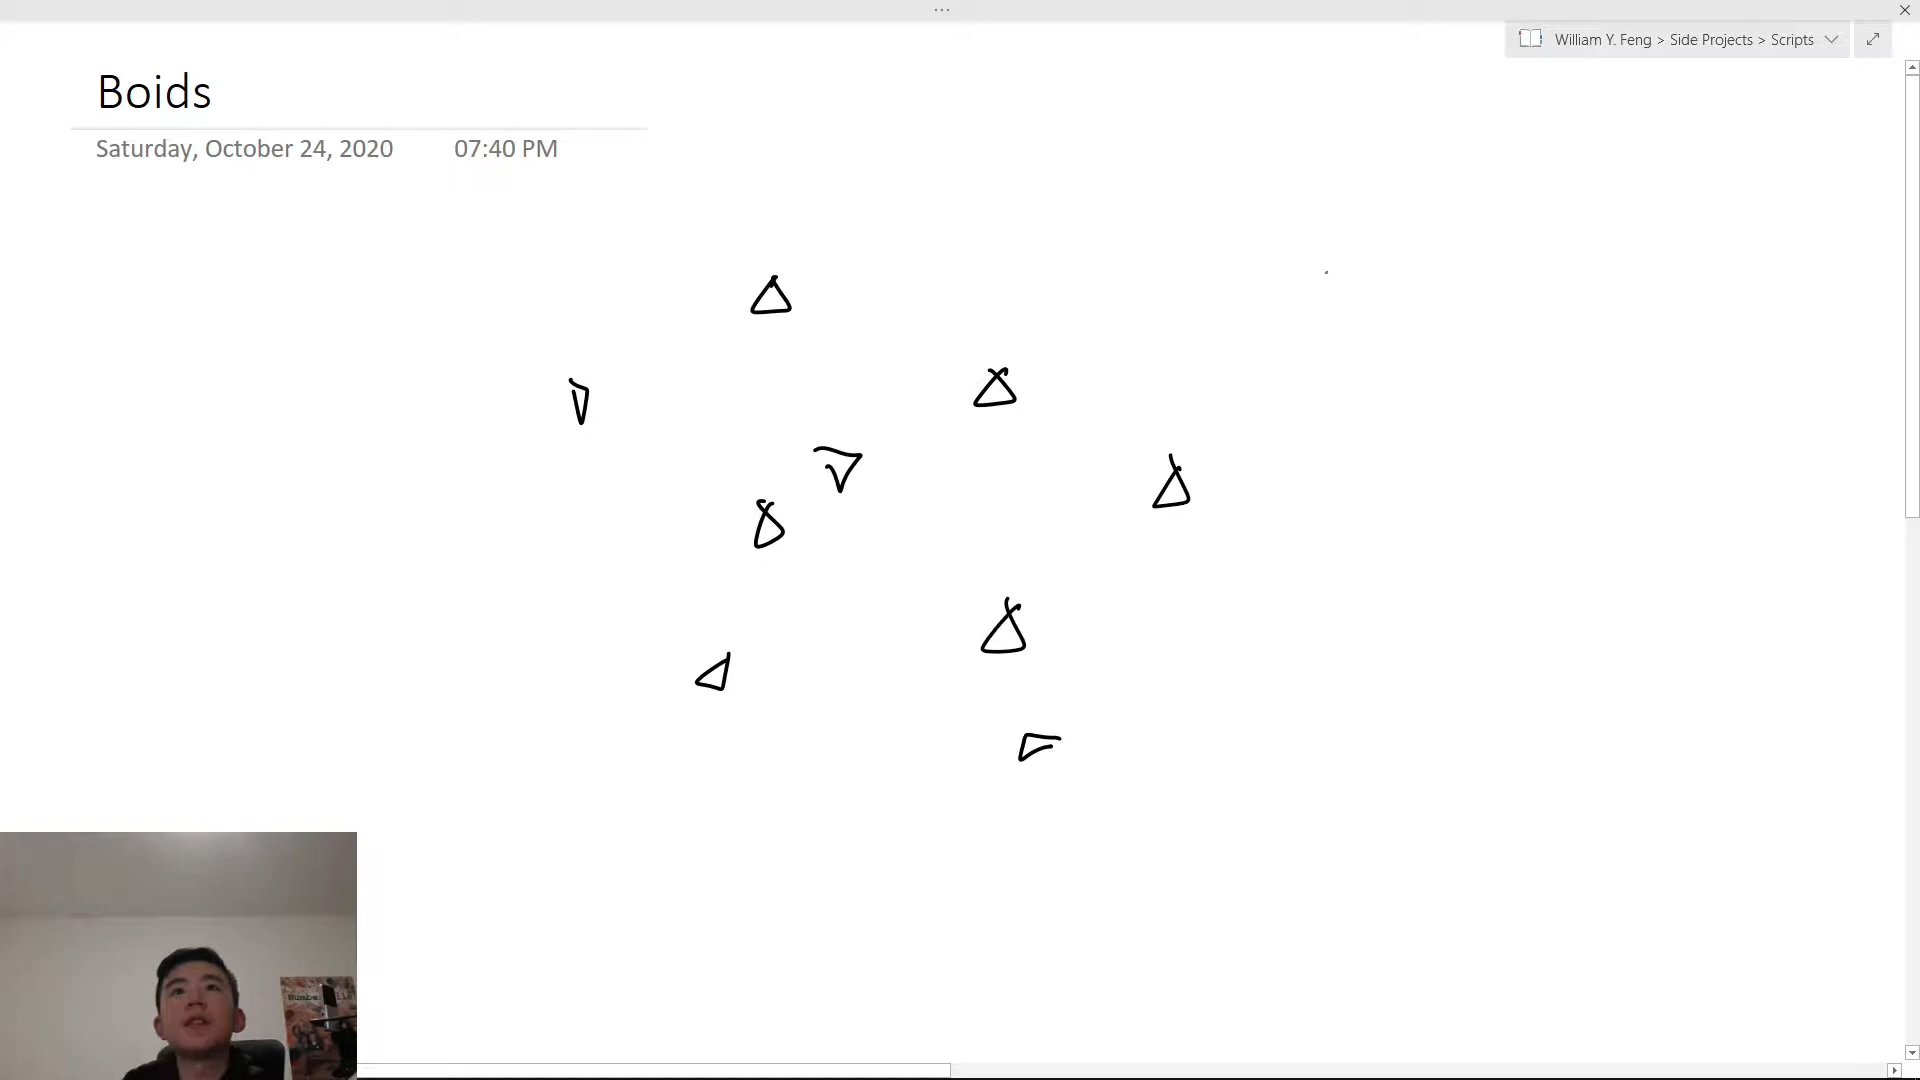 William Y. Feng > Side Projects > Scripts
Boids
Saturday, October 24, 2020 07:40 PM